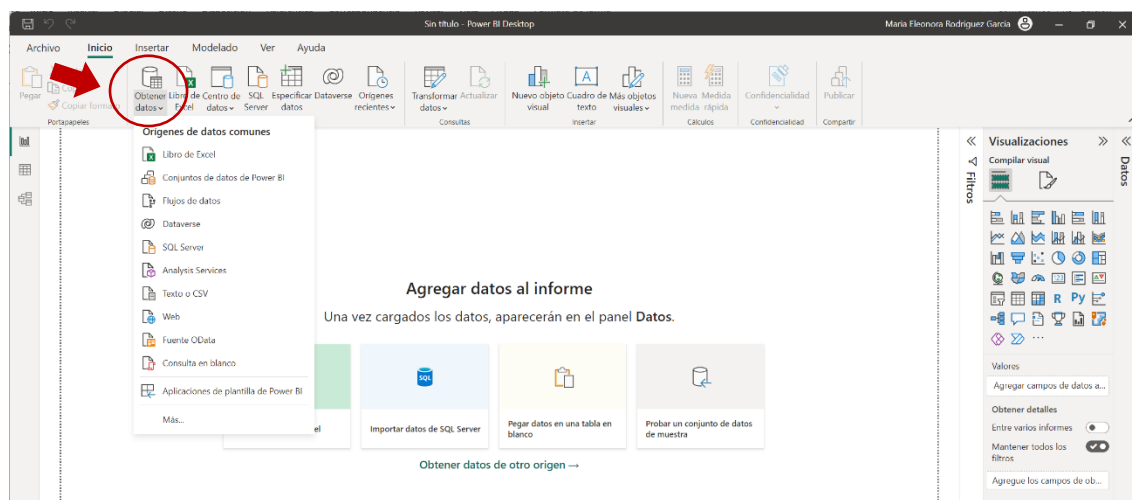 Sin título - Power BI Desktop
Maria Eleonora Rodriguez Garcia
Archivo Inicio Insertar Modelado Ver Ayuda
Pegar
Copiar formato
Portapapeles
Obtener datos
Libro de Excel
Centro de datos
SQL Server
Especificar datos
Dataverse
Orígenes recientes
Transformar datos
Actualizar
Consultas
Nuevo objeto visual
Cuadro de texto
Más objetos visuales
Insertar
Nueva medida
Medida rápida
Cálculos
Confidencialidad
Confidencialidad
Publicar
Compartir
Orígenes de datos comunes
Libro de Excel
Conjuntos de datos de Power BI
Flujos de datos
Dataverse
SQL Server
Analysis Services
Texto o CSV
Web
Fuente OData
Consulta en blanco
Aplicaciones de plantilla de Power BI
Más...
Agregar datos al informe
Una vez cargados los datos, aparecerán en el panel Datos.
SQL
Importar datos de SQL Server
Pegar datos en una tabla en
blanco
Probar un conjunto de datos
de muestra
Obtener datos de otro origen →
Filtros
Visualizaciones
Compilar visual
R Py
123
Valores
Agregar campos de datos a...
Obtener detalles
Entre varios informes
Mantener todos los
filtros
Agregue los campos de ob...
Datos